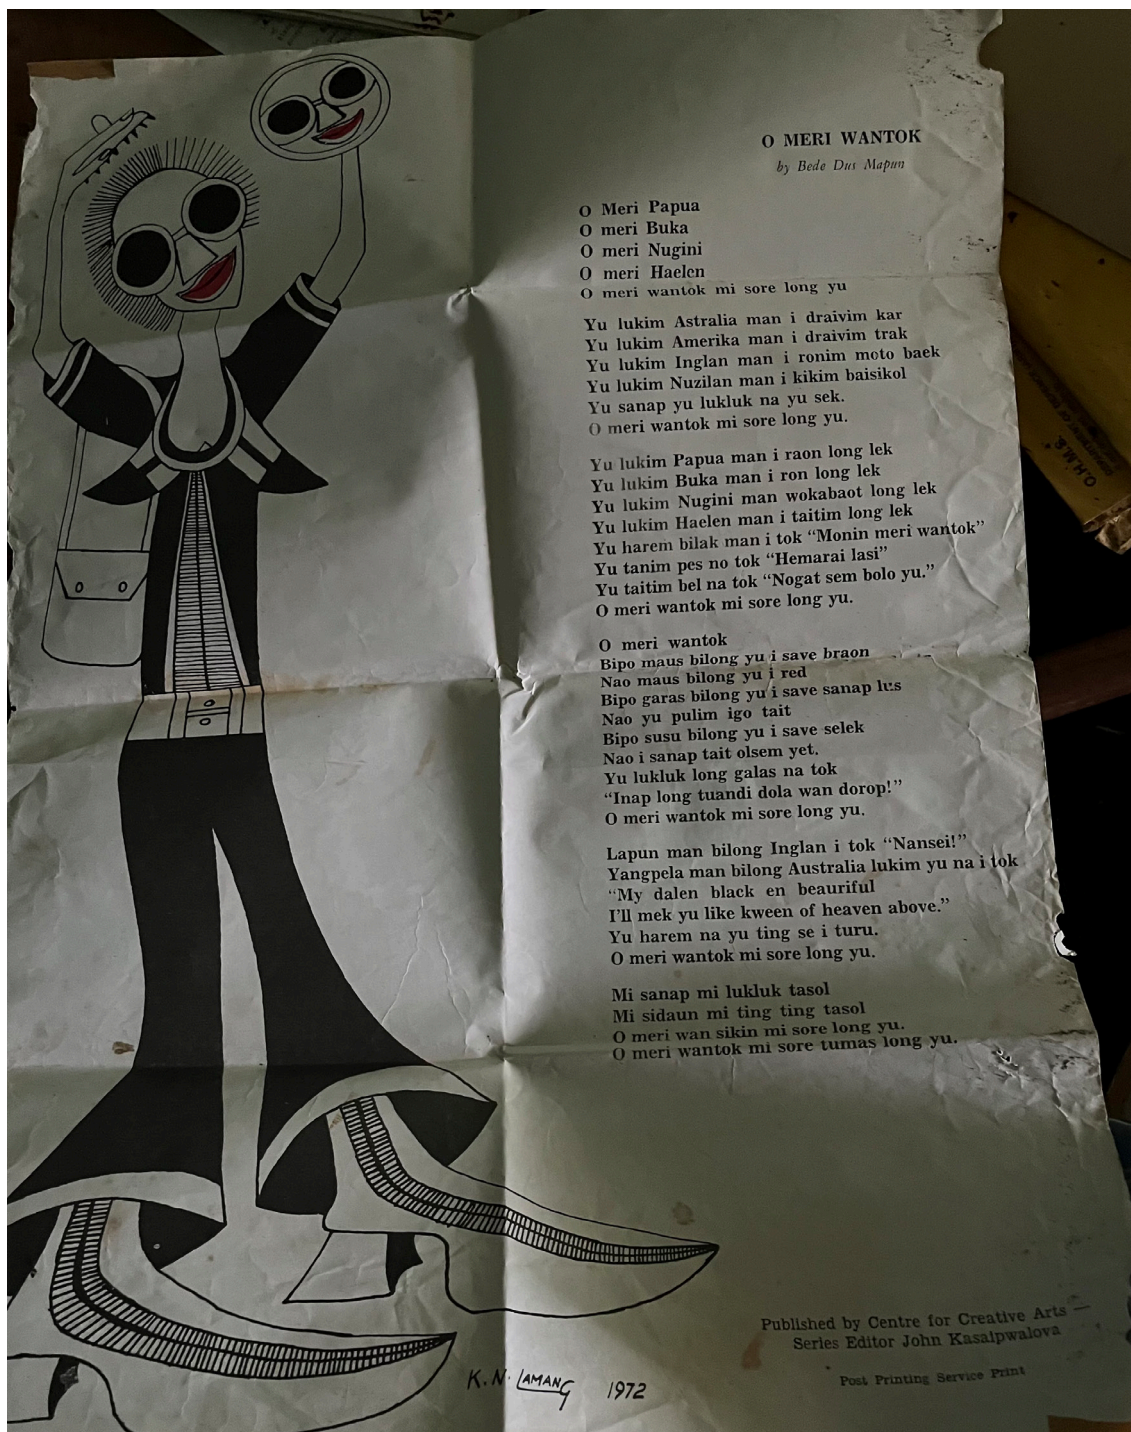 O MERI WANTOK
by Bede Dus Mapun
O Meri Papua
O meri Buka
O meri Nugini
O meri Haelen
O meri wantok mi sore long yu
Yu lukim Astralia man i draivim kar
Yu lukim Amerika man i draivim trak
Yu lukim Inglan man i ronim moto baek
Yu lukim Nuzilan man i kikim baisikol
Yu sanap yu lukluk na yu sek.
O meri wantok mi sore long yu.
Yu lukim Papua man i raon long lek
Yu lukim Buka man i ron long lek
Yu lukim Nugini man wokabaot long lek
Yu lukim Haelen man i taitim long lek
Yu harem bilak man i tok “Monin meri wantok”
Yu tanim pes no tok “Hemarai lasi”
Yu taitim bel na tok “Nogat sem bolo yu.”
O meri wantok mi sore long yu.
O meri wantok
Bipo maus bilong yu i save braon
Nao maus bilong yu i red
Bipo garas bilong yu i save sanap lus
Nao yu pulim igo tait
Bipo susu bilong yu i save selek
Nao i sanap tait olsem yet.
Yu lukluk long galas na tok
“Inap long tuandi dola wan dorop!”
O meri wantok mi sore long yu.
Lapun man bilong Inglan i tok “Nansei!”
Yangpela man bilong Australia lukim yu na i tok
“My dalen black en beauriful
I’ll mek yu like kween of heaven above.”
Yu harem na yu ting se i turu.
O meri wantok mi sore long yu.
Mi sanap mi lukluk tasol
Mi sidaun mi ting ting tasol
O meri wan sikin mi sore long yu.
O meri wantok mi sore tumas long yu.
Published by Centre for Creative Arts —
Series Editor John Kasaipwalova
Post Printing Service Print
K. N. LAMANG 1972
O.H.M.S.